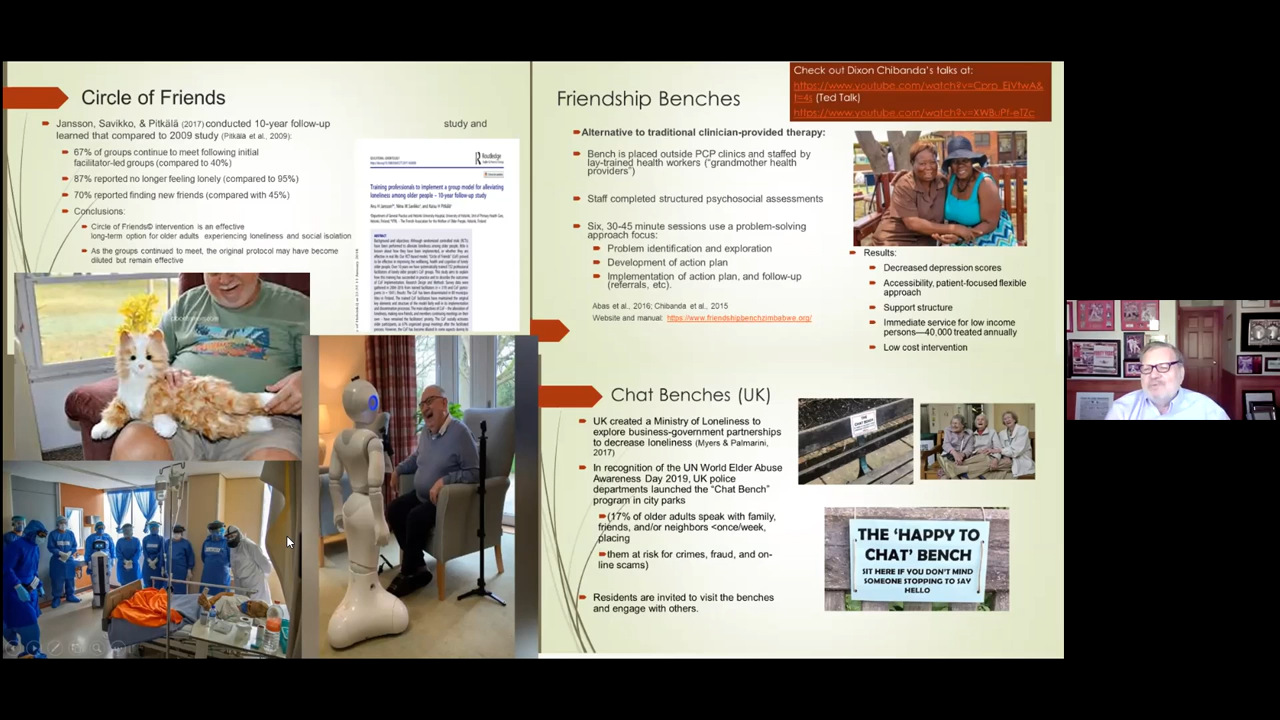 Circle of Friends
Jansson, Savikko, & Pitkälä (2017) conducted 10-year follow-up study and
learned that compared to 2009 study (Pitkälä et al., 2009):
67% of groups continue to meet following initial
facilitator-led groups (compared to 40%)
87% reported no longer feeling lonely (compared to 95%)
70% reported finding new friends (compared with 45%)
Conclusions:
Circle of Friends© intervention is an effective
long-term option for older adults experiencing loneliness and social isolation
As the groups continued to meet, the original protocol may have become
diluted but remain effective
Routledge
Training professionals to implement a group model for alleviating
loneliness among older people – 10-year follow-up study
ABSTRACT
Friendship Benches
Check out Dixon Chibanda's talks at:
(Ted Talk)
Alternative to traditional clinician-provided therapy:
Bench is placed outside PCP clinics and staffed by
lay-trained health workers ("grandmother health
providers")
Staff completed structured psychosocial assessments
Six, 30-45 minute sessions use a problem-solving
approach focus:
Problem identification and exploration
Development of action plan
Implementation of action plan, and follow-up
(referrals, etc).
Abas et al., 2016; Chibanda et al., 2015
Website and manual: https://www.friendshipbenchzimbabwe.org/
Results:
Decreased depression scores
Accessibility, patient-focused flexible
approach
Support structure
Immediate service for low income
persons—40,000 treated annually
Low cost intervention
Chat Benches (UK)
UK created a Ministry of Loneliness to
explore business-government partnerships
to decrease loneliness (Myers & Palmarini,
2017)
In recognition of the UN World Elder Abuse
Awareness Day 2019, UK police
departments launched the "Chat Bench"
program in city parks
(17% of older adults speak with family,
friends, and/or neighbors <once/week,
placing
them at risk for crimes, fraud, and on-
line scams)
Residents are invited to visit the benches
and engage with others.
THE 'HAPPY TO
CHAT' BENCH
SIT HERE IF YOU DON'T MIND
SOMEONE STOPPING TO SAY
HELLO